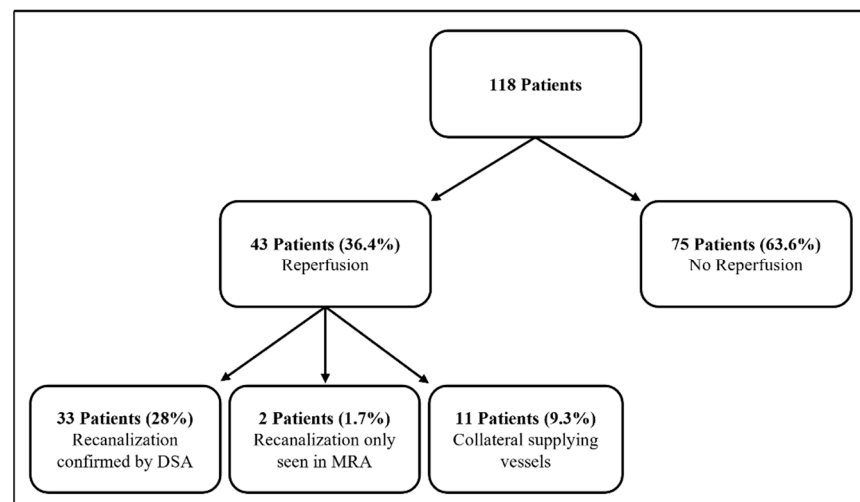 118 Patients
43 Patients (36.4%)
Reperfusion
75 Patients (63.6%)
No Reperfusion
33 Patients (28%)
Recanalization
confirmed by DSA
2 Patients (1.7%)
Recanalization only
seen in MRA
11 Patients (9.3%)
Collateral supplying
vessels